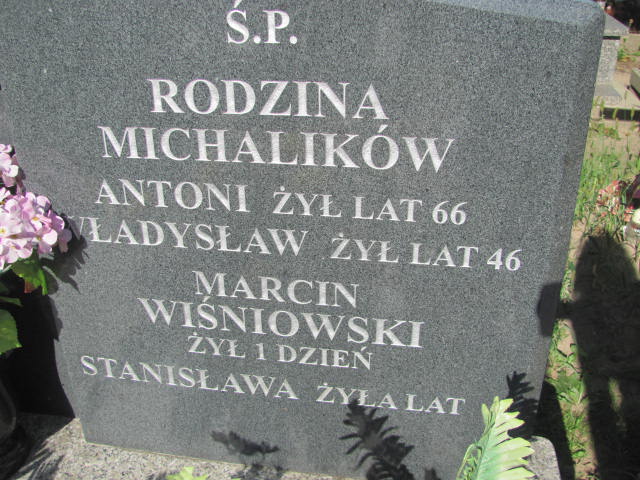 Ś.P.
RODZINA
MICHALIKÓW
ANTONI ŻYŁ LAT 66
WŁADYSŁAW ŻYŁ LAT 46
MARCIN
WIŚNIOWSKI
ŻYŁ 1 DZIEŃ
STANISŁAWA ŻYŁA LAT